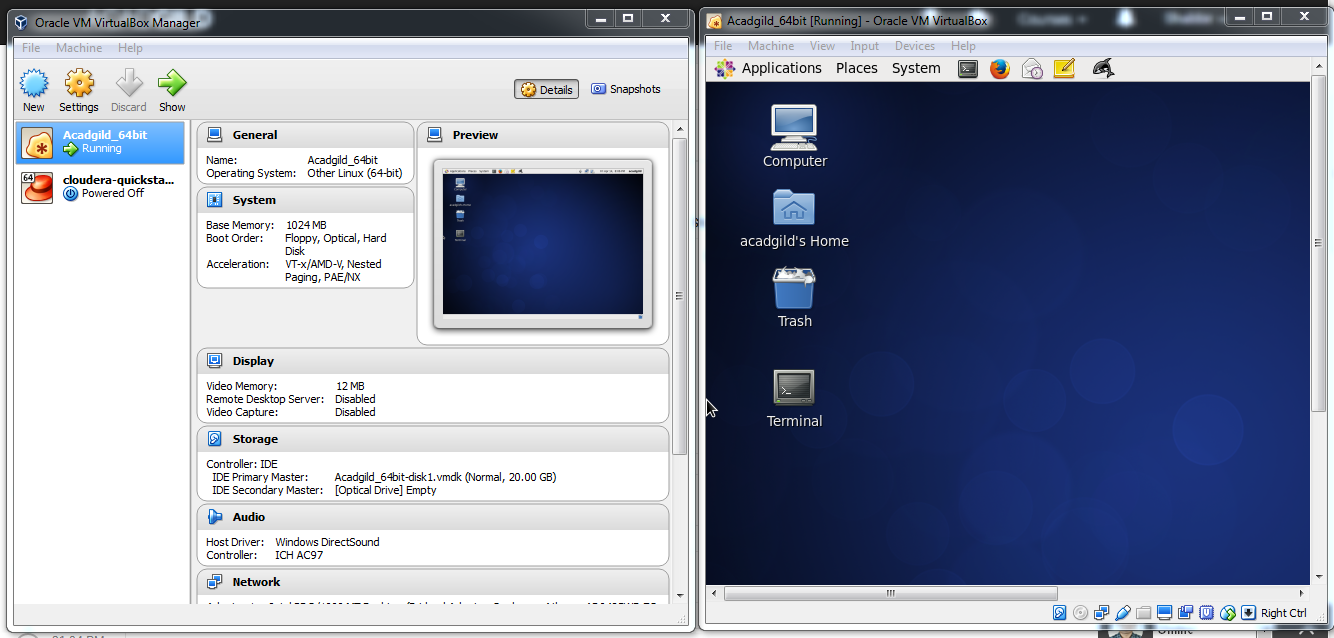 Oracle VM VirtualBox Manager
File Machine Help
New Settings Discard Show
Details Snapshots
Acadgild_64bit
Running
64
cloudera-quicksta...
Powered Off
General
Name: Acadgild_64bit
Operating System: Other Linux (64-bit)
System
Base Memory: 1024 MB
Boot Order: Floppy, Optical, Hard
Disk
Acceleration: VT-x/AMD-V, Nested
Paging, PAE/NX
Preview
Display
Video Memory: 12 MB
Remote Desktop Server: Disabled
Video Capture: Disabled
Storage
Controller: IDE
IDE Primary Master: Acadgild_64bit-disk1.vmdk (Normal, 20.00 GB)
IDE Secondary Master: [Optical Drive] Empty
Audio
Host Driver: Windows DirectSound
Controller: ICH AC97
Network
Acadgild_64bit [Running] - Oracle VM VirtualBox
File Machine View Input Devices Help
Applications Places System
Computer
acadgild's Home
Trash
Terminal
Right Ctrl